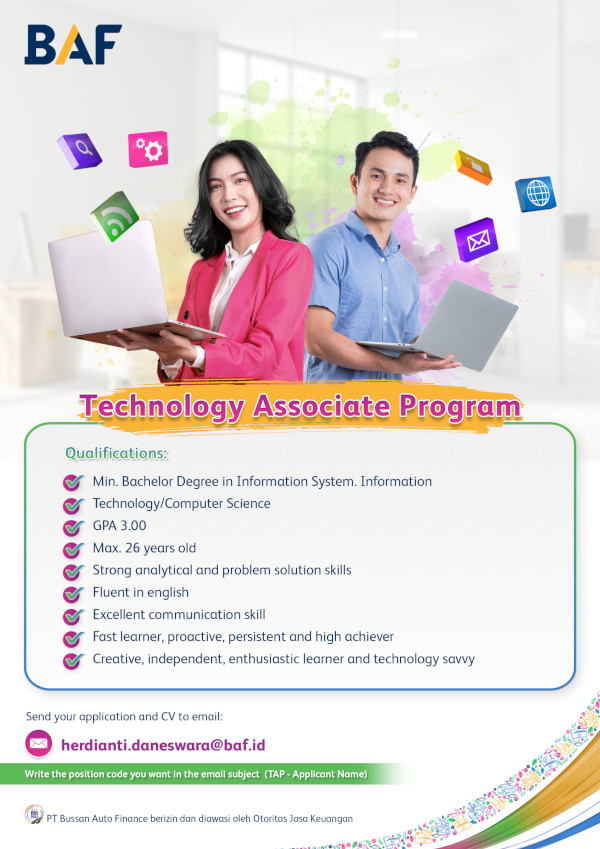 BAF
Technology Associate Program
Qualifications:
Min. Bachelor Degree in Information System. Information
Technology/Computer Science
GPA 3.00
Max. 26 years old
Strong analytical and problem solution skills
Fluent in english
Excellent communication skill
Fast learner, proactive, persistent and high achiever
Creative, independent, enthusiastic learner and technology savvy
Send your application and CV to email:
herdianti.daneswara@baf.id
Write the position code you want in the email subject (TAP - Applicant Name)
PT Bussan Auto Finance berizin dan diawasi oleh Otoritas Jasa Keuangan